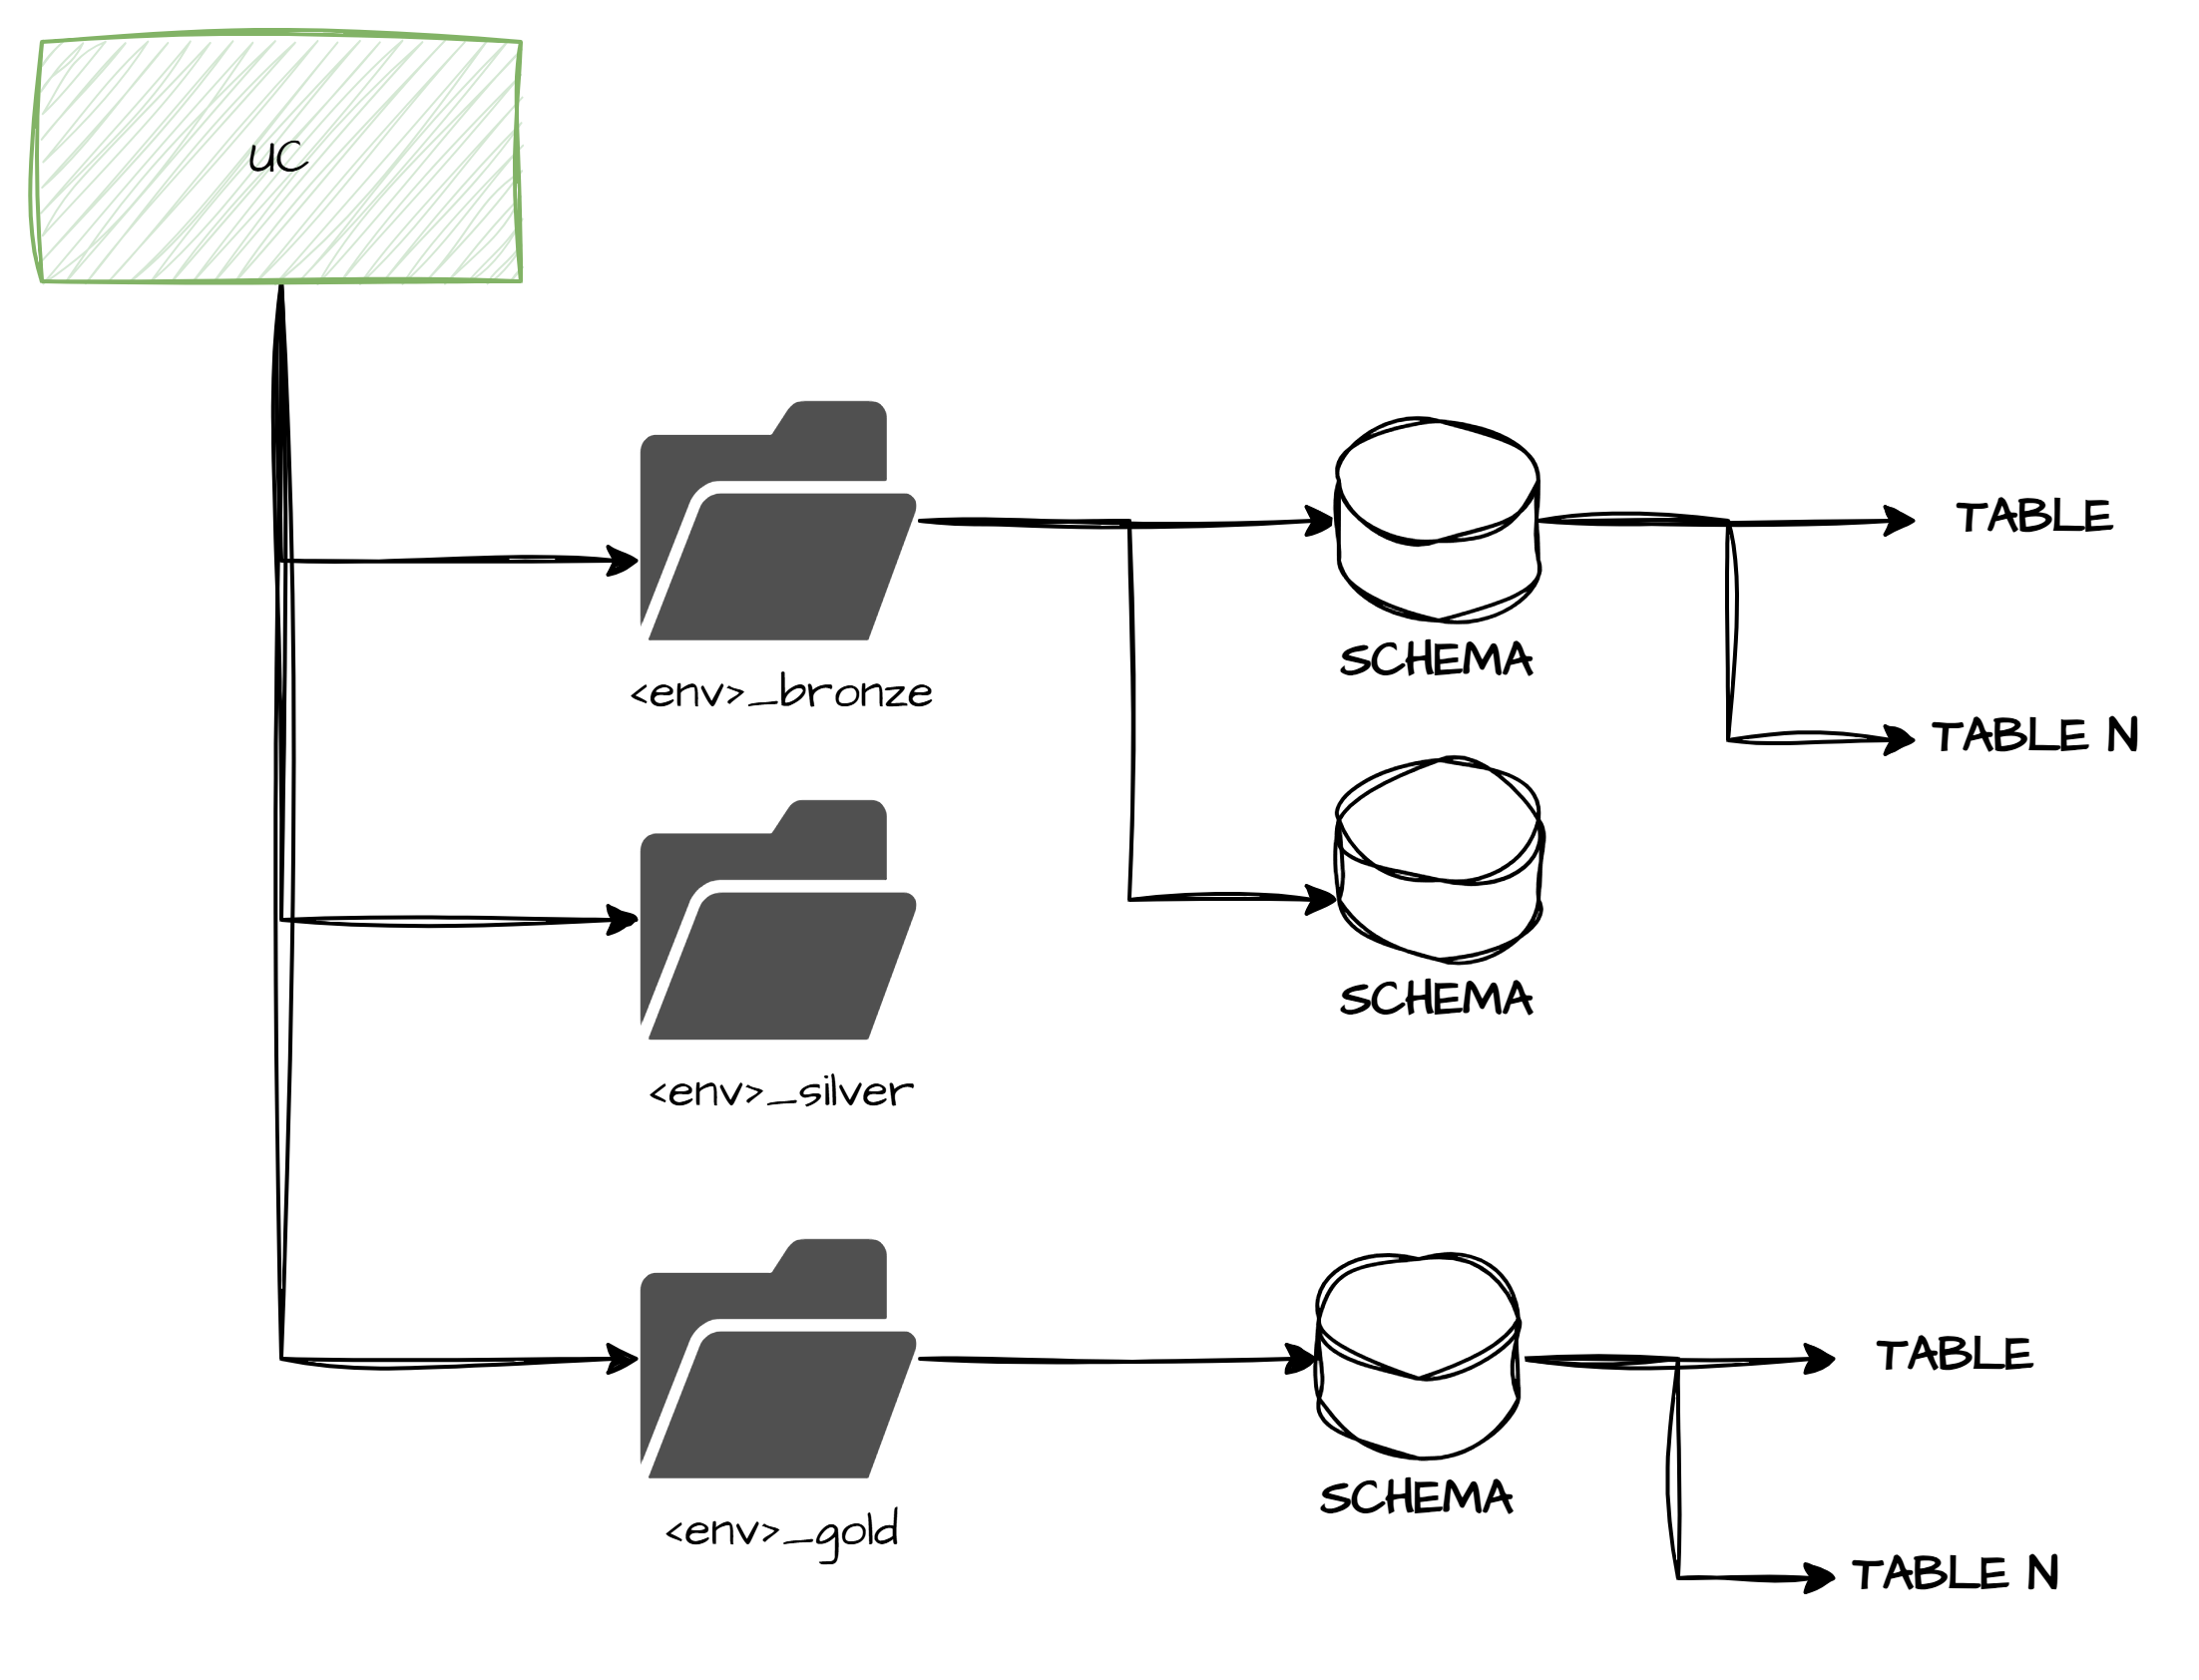 UC
<env>_bronze
SCHEMA
TABLE
TABLE N
SCHEMA
<env>_silver
<env>_gold
SCHEMA
TABLE
TABLE N